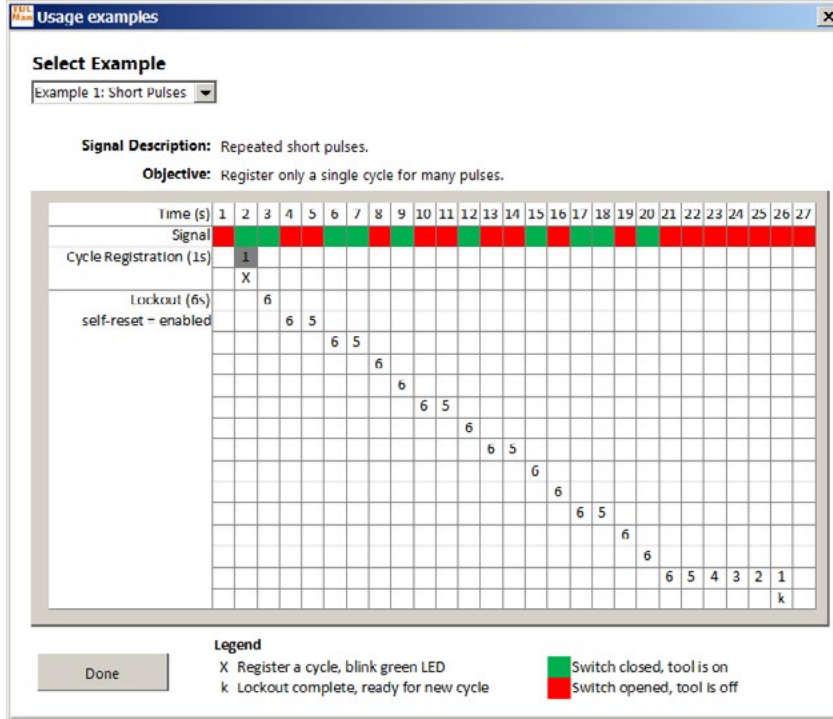 TUL
Man Usage examples x
Select Example
Example 1: Short Pulses
Signal Description: Repeated short pulses.
Objective: Register only a single cycle for many pulses.
Time (s) 1 2 3 4 5 6 7 8 9 10 11 12 13 14 15 16 17 18 19 20 21 22 23 24 25 26 27
Signal
Cycle Registration (1s) 1
X
Lockout (6s) 6
self-reset = enabled 6 5
6 5
6
6
6 5
6
6 5
6
6
6 5
6
6
6 5 4 3 2 1
k
Legend
Done
X Register a cycle, blink green LED
k Lockout complete, ready for new cycle
Switch closed, tool is on
Switch opened, tool is off